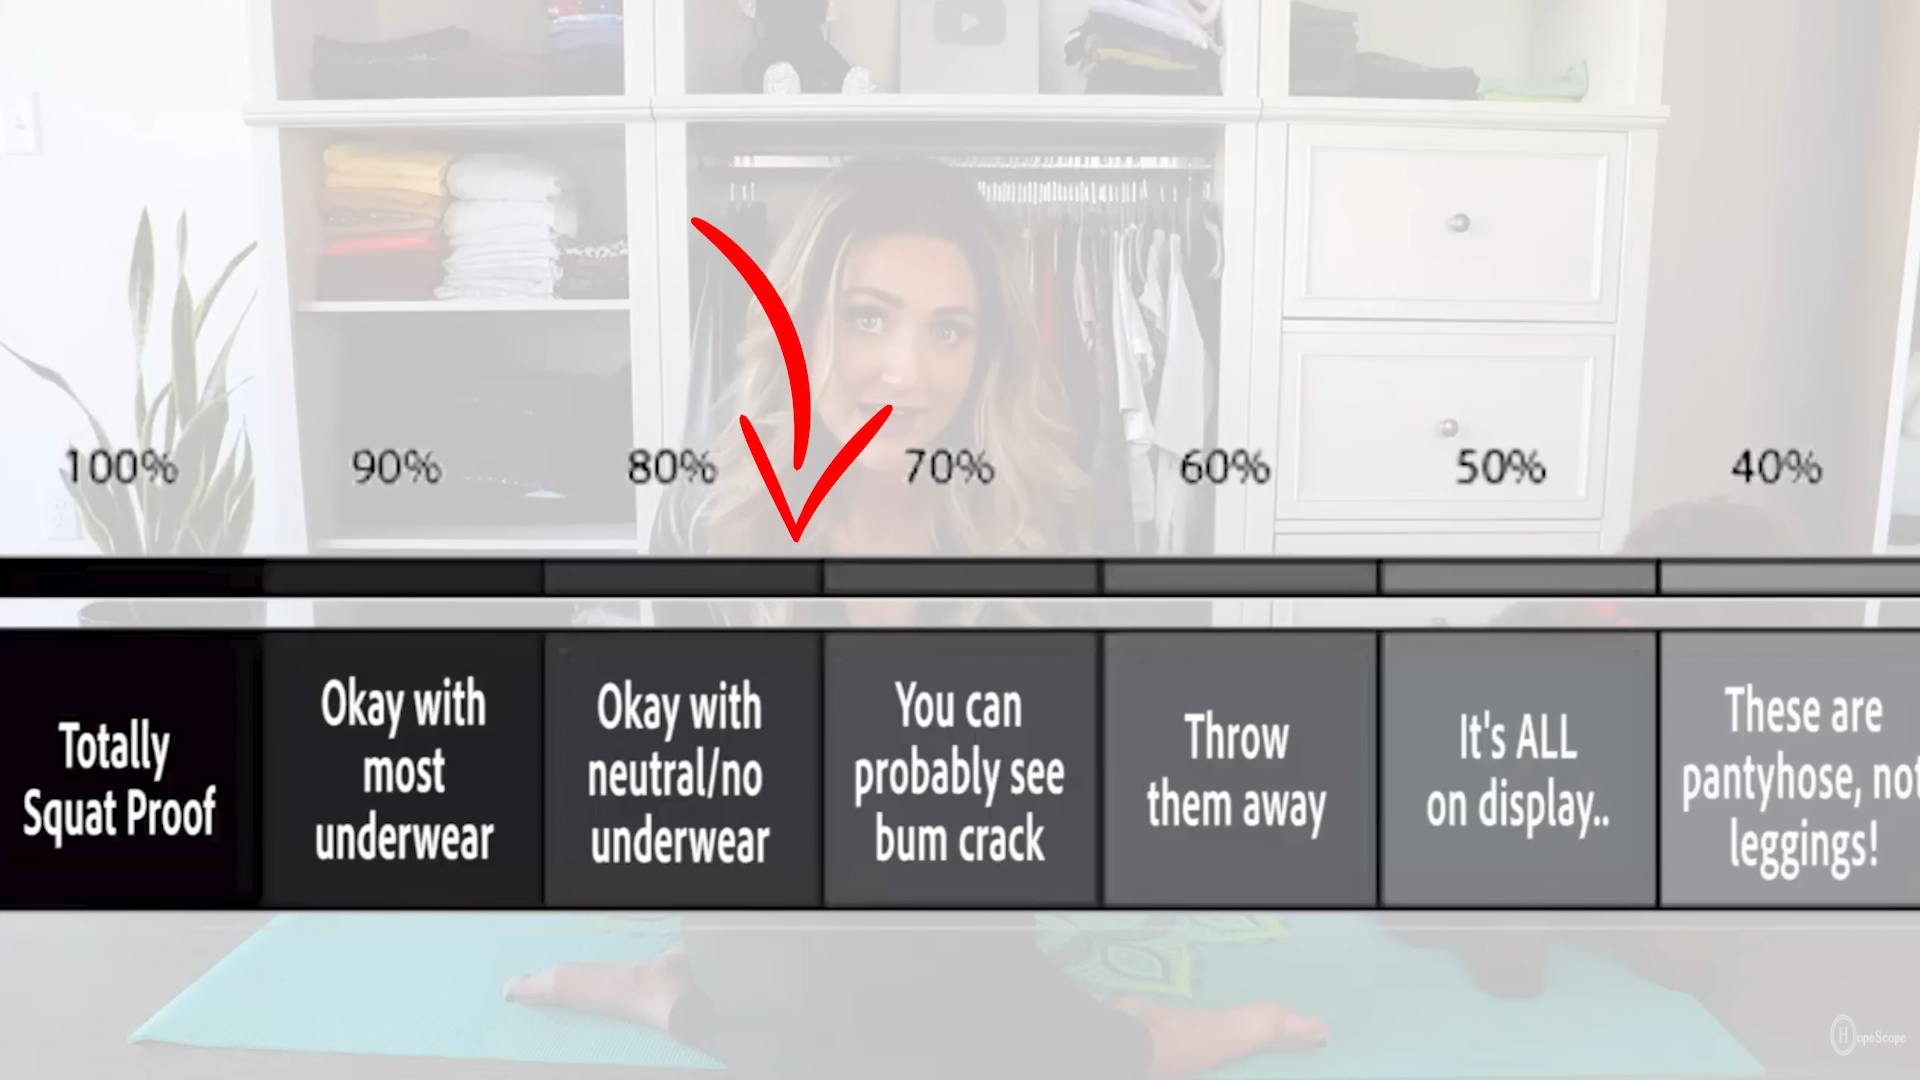 100% 90% 80% 70% 60% 50% 40%
Totally
Squat Proof
Okay with
most
underwear
Okay with
neutral/no
underwear
You can
probably see
bum crack
Throw
them away
It's ALL
on display..
These are
pantyhose, not
leggings!
HopeScope